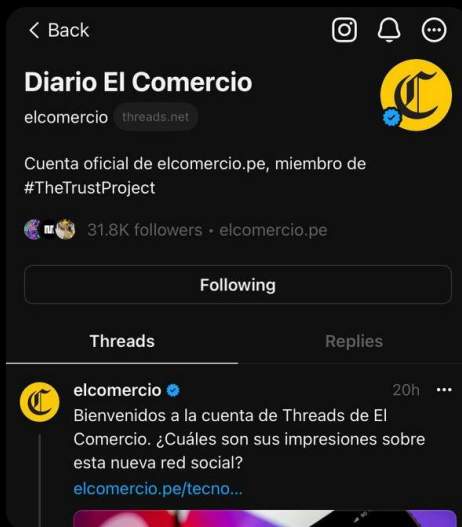 Back
Diario El Comercio
elcomercio threads.net
Cuenta oficial de elcomercio.pe, miembro de
#TheTrustProject
31.8K followers • elcomercio.pe
Following
Threads Replies
elcomercio 20h
Bienvenidos a la cuenta de Threads de El
Comercio. ¿Cuáles son sus impresiones sobre
esta nueva red social?
elcomercio.pe/tecno...